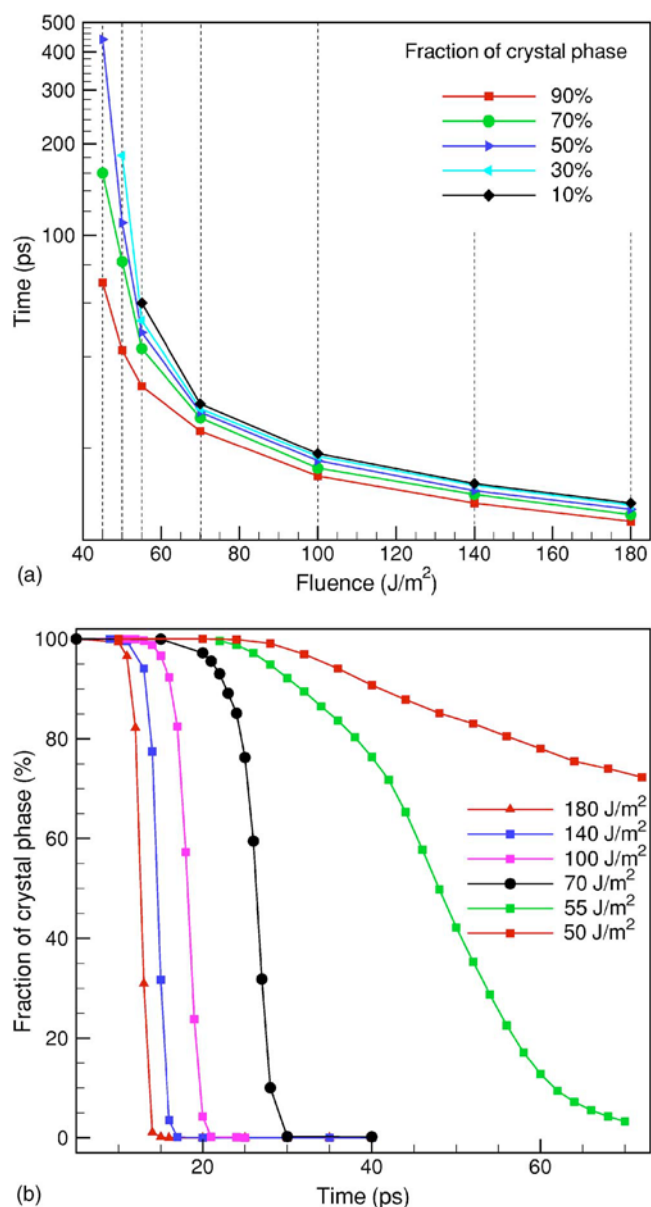 500
400
300
200
100
Time (ps)
Fraction of crystal phase
90%
70%
50%
30%
10%
40 60 80 100 120 140 160 180
Fluence (J/m²)
(a)
100
80
60
40
20
0
Fraction of crystal phase (%)
180 J/m²
140 J/m²
100 J/m²
70 J/m²
55 J/m²
50 J/m²
20 40 60
Time (ps)
(b)